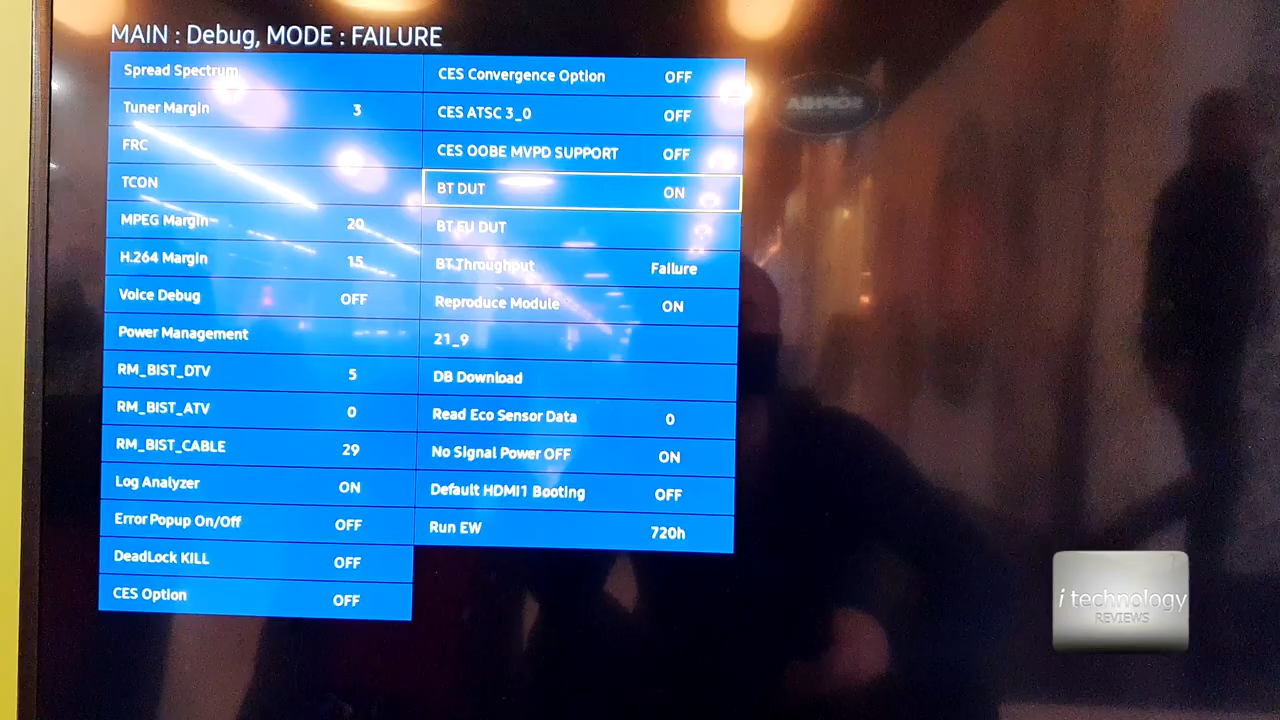 MAIN : Debug, MODE : FAILURE
Spread Spectrum
Tuner Margin 3
FRC
TCON
MPEG Margin 20
H.264 Margin 15
Voice Debug OFF
Power Management
RM_BIST_DTV 5
RM_BIST_ATV 0
RM_BIST_CABLE 29
Log Analyzer ON
Error Popup On/Off OFF
DeadLock KILL OFF
CES Option OFF
CES Convergence Option OFF
CES ATSC 3_0 OFF
CES OOBE MVPD SUPPORT OFF
BT DUT ON
BT EU DUT
BT Throughput Failure
Reproduce Module ON
21_9
DB Download
Read Eco Sensor Data 0
No Signal Power OFF ON
Default HDMI1 Booting OFF
Run EW 720h
i technology
REVIEWS